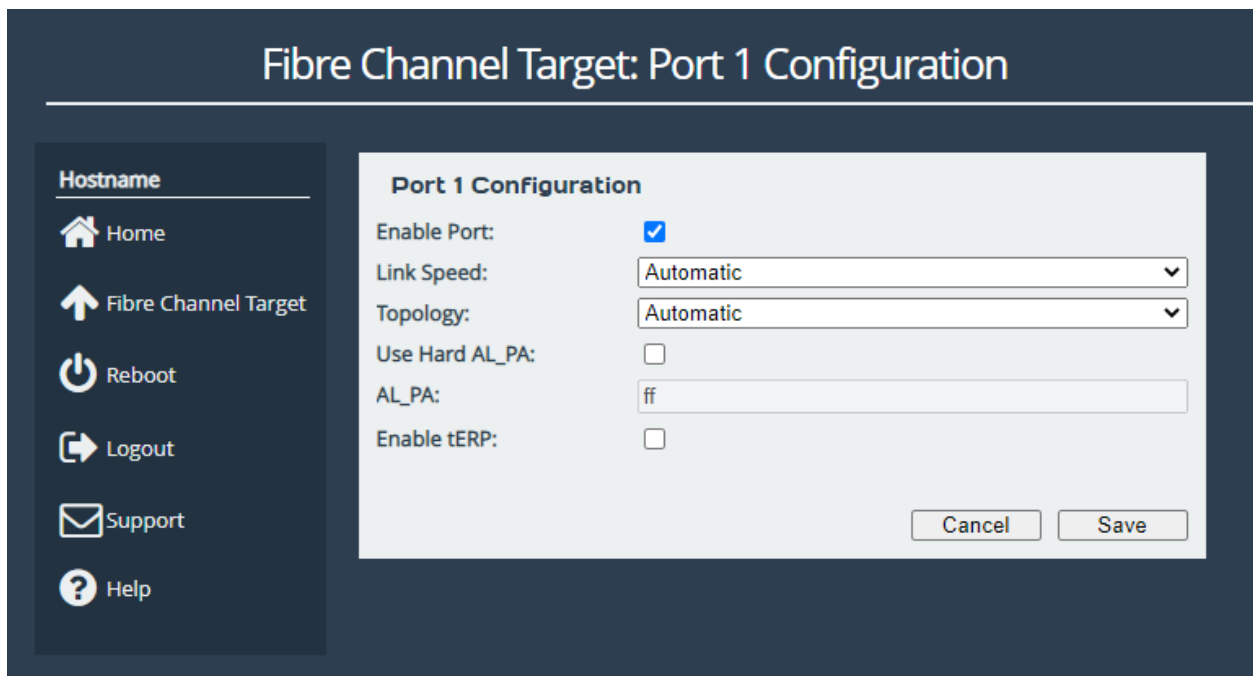 Fibre Channel Target: Port 1 Configuration
Hostname
Home
Fibre Channel Target
Reboot
Logout
Support
Help
Port 1 Configuration
Enable Port:
Link Speed: Automatic
Topology: Automatic
Use Hard AL_PA:
AL_PA: ff
Enable tERP:
Cancel Save